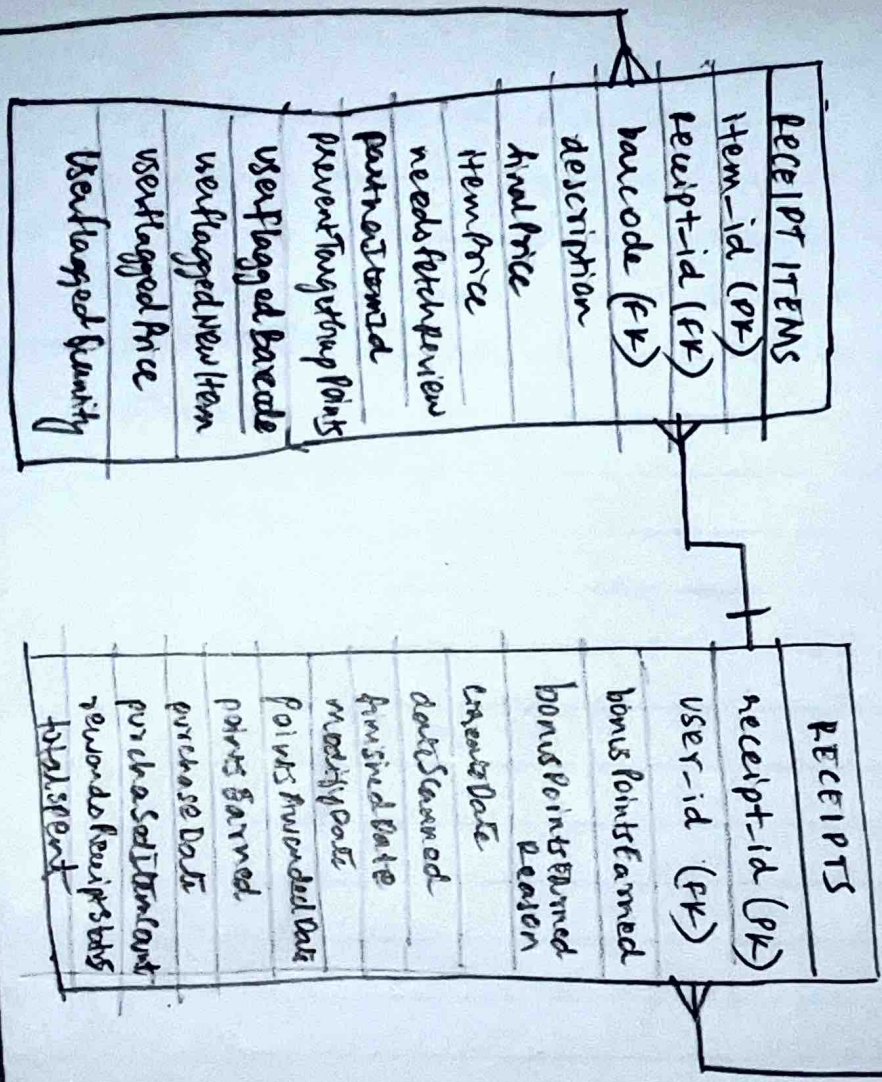 RECEIPT ITEMS
item_id (PK)
receipt_id (FK)
barcode (FK)
description
finalPrice
itemPrice
needsFetchReview
partnerItemId
preventTargetGapPoints
userFlaggedBarcode
userFlaggedNewItem
userflaggedPrice
UserflaggedQuantity
RECEIPTS
receipt_id (PK)
user_id (FK)
bonusPointsEarned
bonusPointsEarned
Reason
createDate
dateScanned
finishedDate
modifyDate
PointsAwardedDate
pointsEarned
purchaseDate
purchasedItemCount
rewardsReceiptStatus
totalspent